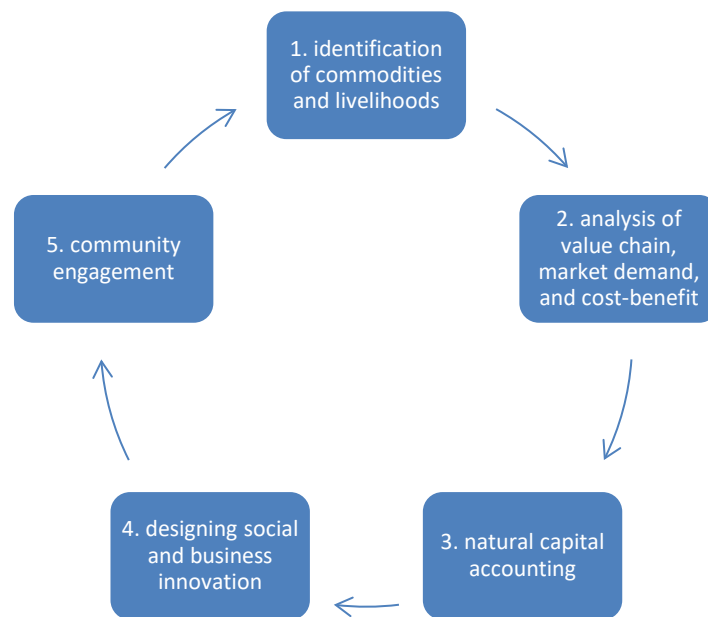 1. identification
of commodities
and livelihoods
2. analysis of
value chain,
market demand,
and cost-benefit
3. natural capital
accounting
4. designing social
and business
innovation
5. community
engagement